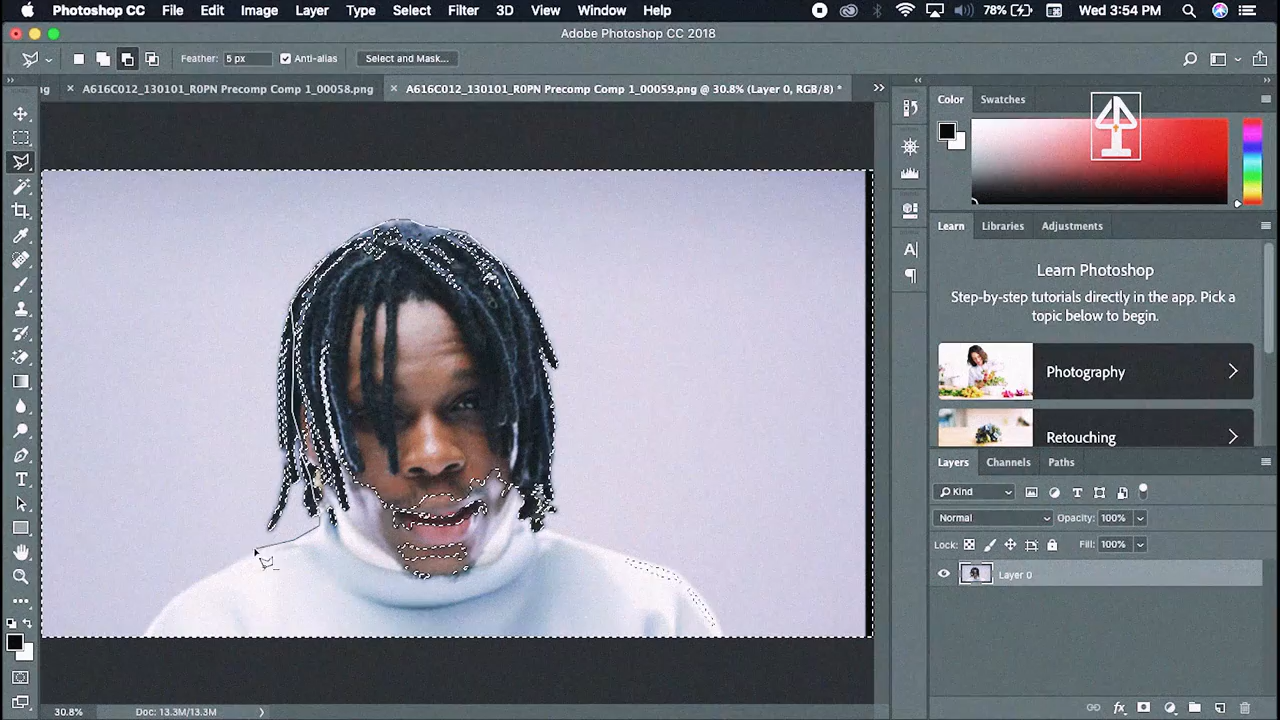 Photoshop CC File Edit Image Layer Type Select Filter 3D View Window Help 78% Wed 3:54 PM
Adobe Photoshop CC 2018
Feather: 5 px Anti-alias Select and Mask...
ng × A616C012_130101_R0PN Precomp Comp 1_00058.png × A616C012_130101_R0PN Precomp Comp 1_00059.png @ 30.8% (Layer 0, RGB/8) *
Color Swatches
Learn Libraries Adjustments
Learn Photoshop
Step-by-step tutorials directly in the app. Pick a
topic below to begin.
Photography
Retouching
Layers Channels Paths
Kind
Normal Opacity: 100%
Lock: Fill: 100%
Layer 0
30.8% Doc: 13.3M/13.3M